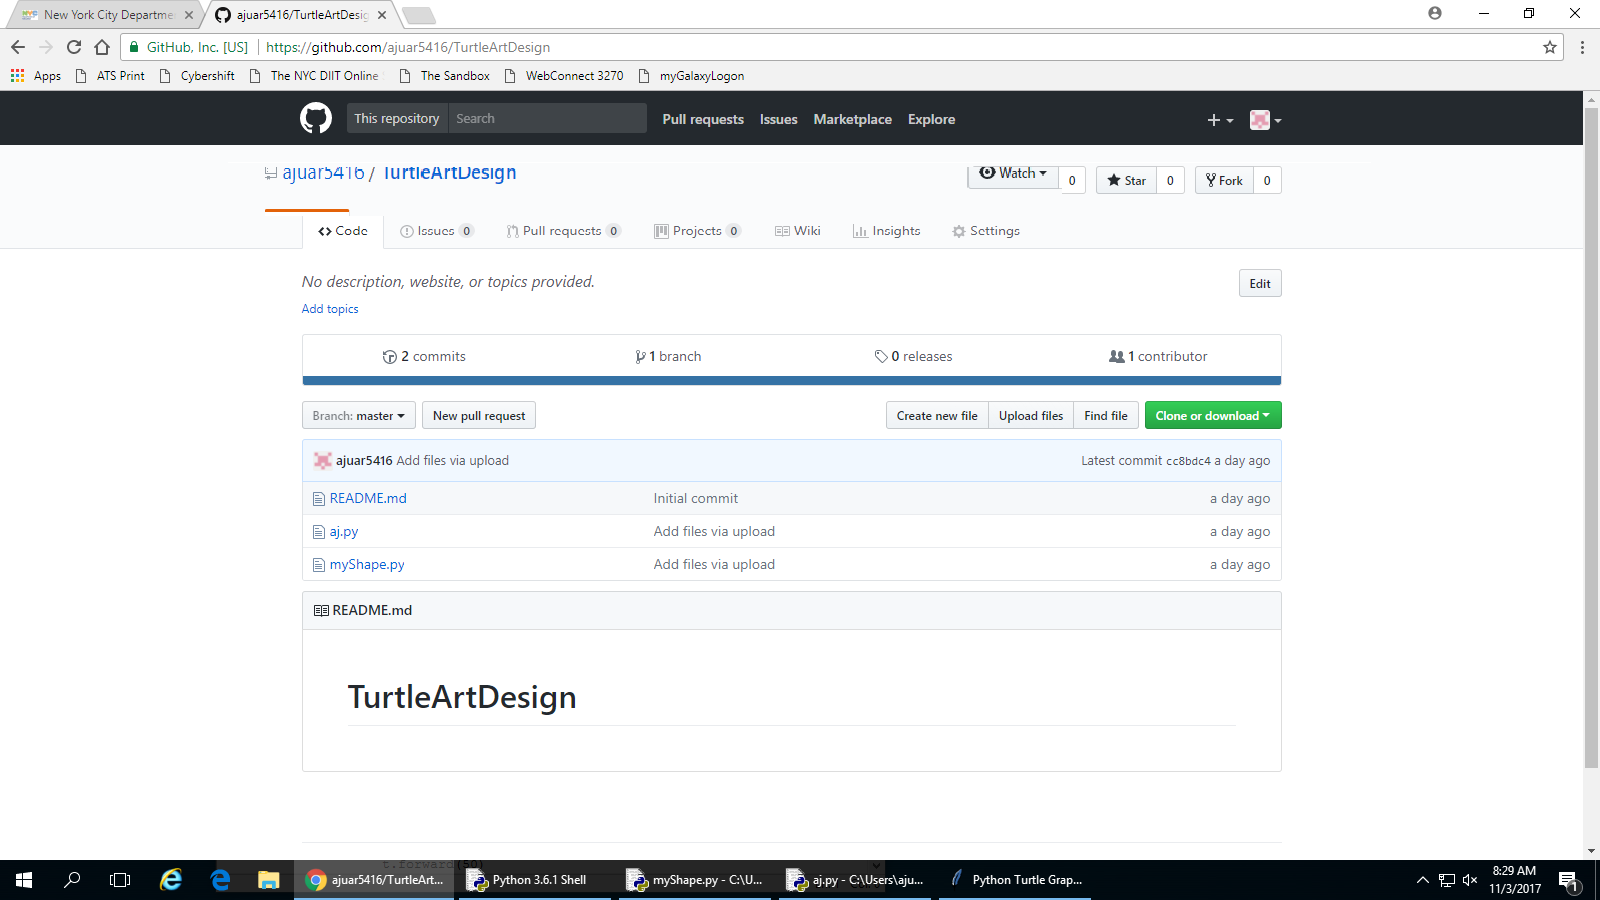 New York City Departme
ajuar5416/TurtleArtDesig
GitHub, Inc. [US] https://github.com/ajuar5416/TurtleArtDesign
Apps ATS Print Cybershift The NYC DIIT Online The Sandbox WebConnect 3270 myGalaxyLogon
This repository Search Pull requests Issues Marketplace Explore
ajuar5416 / TurtleArtDesign
Watch 0 Star 0 Fork 0
Code Issues 0 Pull requests 0 Projects 0 Wiki Insights Settings
No description, website, or topics provided.
Edit
Add topics
2 commits 1 branch 0 releases 1 contributor
Branch: master New pull request Create new file Upload files Find file Clone or download
ajuar5416 Add files via upload Latest commit cc8bdc4 a day ago
README.md Initial commit a day ago
aj.py Add files via upload a day ago
myShape.py Add files via upload a day ago
README.md
TurtleArtDesign
t.forward(50)
ajuar5416/TurtleArt... Python 3.6.1 Shell myShape.py - C:\U... aj.py - C:\Users\aju... Python Turtle Grap...
8:29 AM
11/3/2017
1